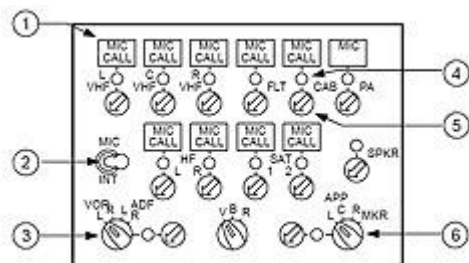 1
MIC CALL MIC CALL MIC CALL MIC CALL MIC CALL MIC
L VHF C VHF R VHF FLT CAB PA
4
5
MIC CALL MIC CALL MIC CALL MIC CALL
2
MIC
INT
HF L R SAT 1 2
SPKR
3
VOR L R L R ADF
V B R
APP L C R MKR
6